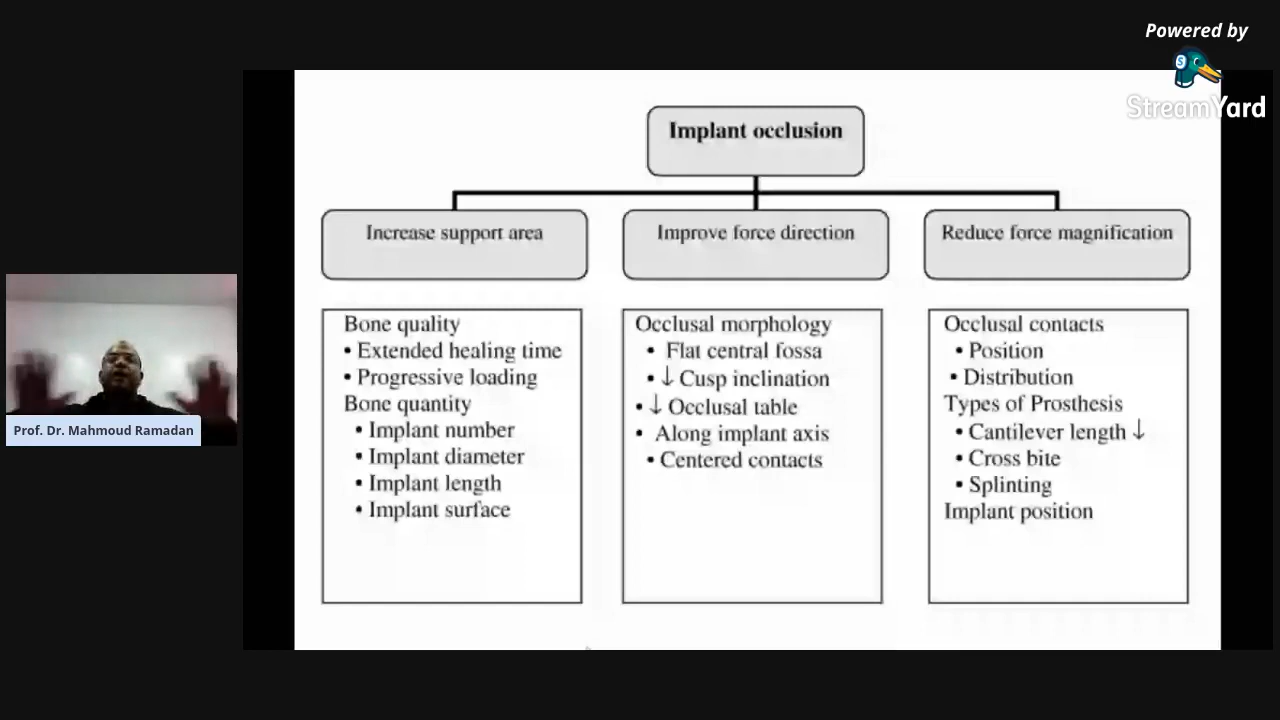 Powered by
StreamYard
Implant occlusion
Increase support area
Improve force direction
Reduce force magnification
Bone quality
• Extended healing time
• Progressive loading
Bone quantity
• Implant number
• Implant diameter
• Implant length
• Implant surface
Occlusal morphology
• Flat central fossa
• ↓ Cusp inclination
• ↓ Occlusal table
• Along implant axis
• Centered contacts
Occlusal contacts
• Position
• Distribution
Types of Prosthesis
• Cantilever length ↓
• Cross bite
• Splinting
Implant position
Prof. Dr. Mahmoud Ramadan